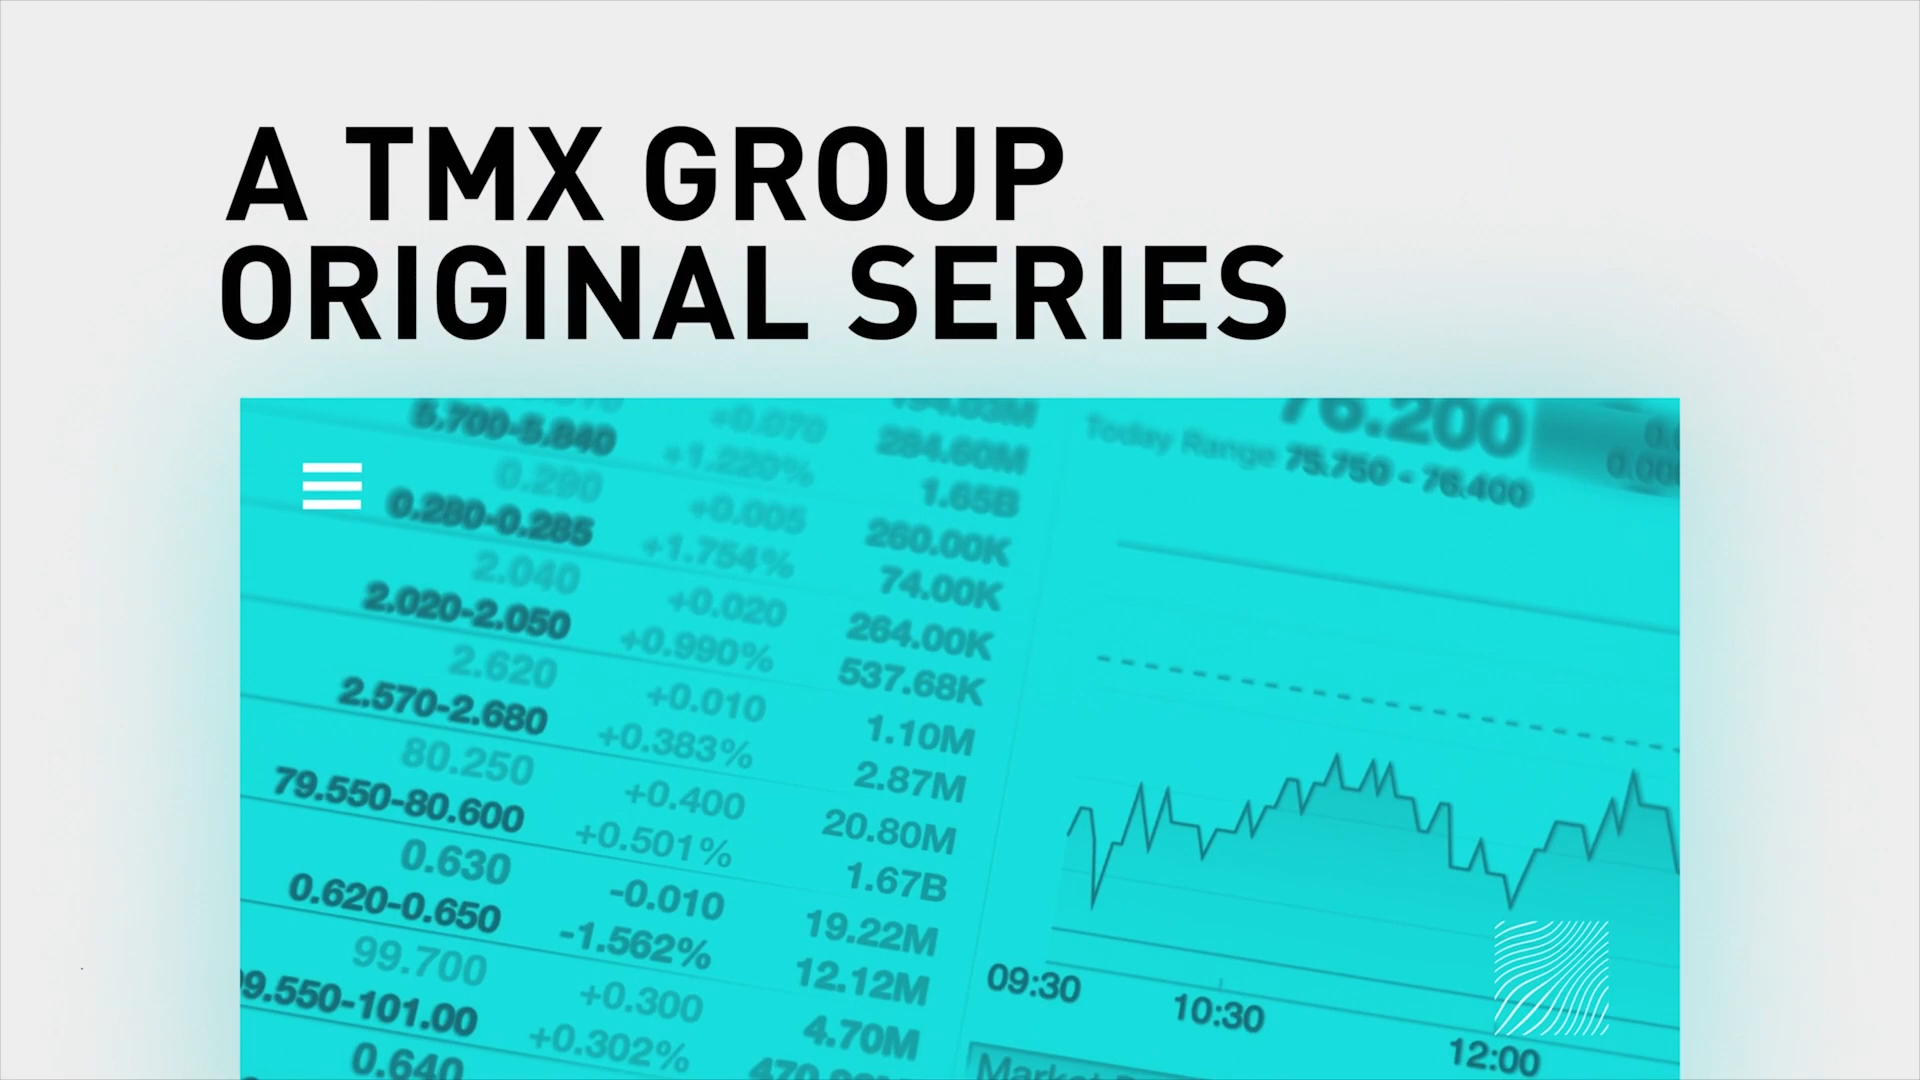 A TMX GROUP
ORIGINAL SERIES
5.700-5.840
+0.070
+1.220%
284.60M
1.65B
0.290
0.280-0.285
+0.005
+1.754%
260.00K
74.00K
2.040
2.020-2.050
+0.020
+0.990%
264.00K
537.68K
2.620
2.570-2.680
+0.010
+0.383%
1.10M
2.87M
80.250
79.550-80.600
+0.400
+0.501%
20.80M
1.67B
0.630
0.620-0.650
-0.010
-1.562%
19.22M
12.12M
99.700
99.550-101.00
+0.300
+0.302%
4.70M
0.640
76.200
Today Range 75.750 - 76.400
09:30
10:30
12:00
Market